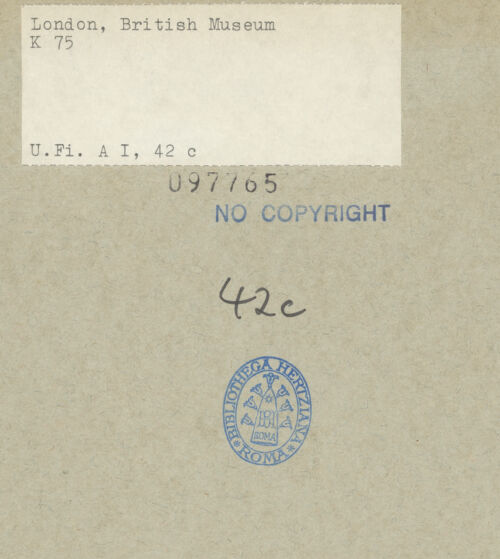 London, British Museum
K 75
U.Fi. A I, 42 c
097765
NO COPYRIGHT
42c
BIBLIOTHECA HERTZIANA
ROMA
ROMA